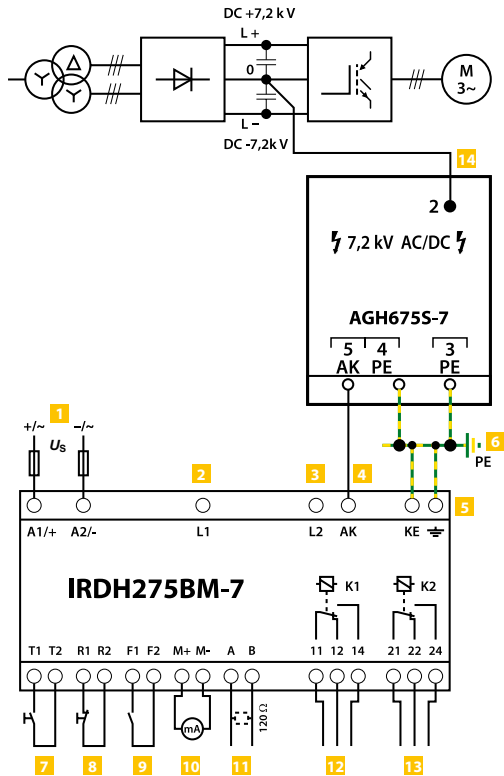 DC +7,2 kV
L +
0
L –
DC -7,2k V
M
3~
14
2
7,2 kV AC/DC
AGH675S-7
5 4 3
AK PE PE
1
+/~ –/~
US
2 3 4
6
PE
5
A1/+ A2/- L1 L2 AK KE
IRDH275BM-7
K1 K2
T1 T2 R1 R2 F1 F2 M+ M- A B 11 12 14 21 22 24
mA
120 Ω
7 8 9 10 11 12 13